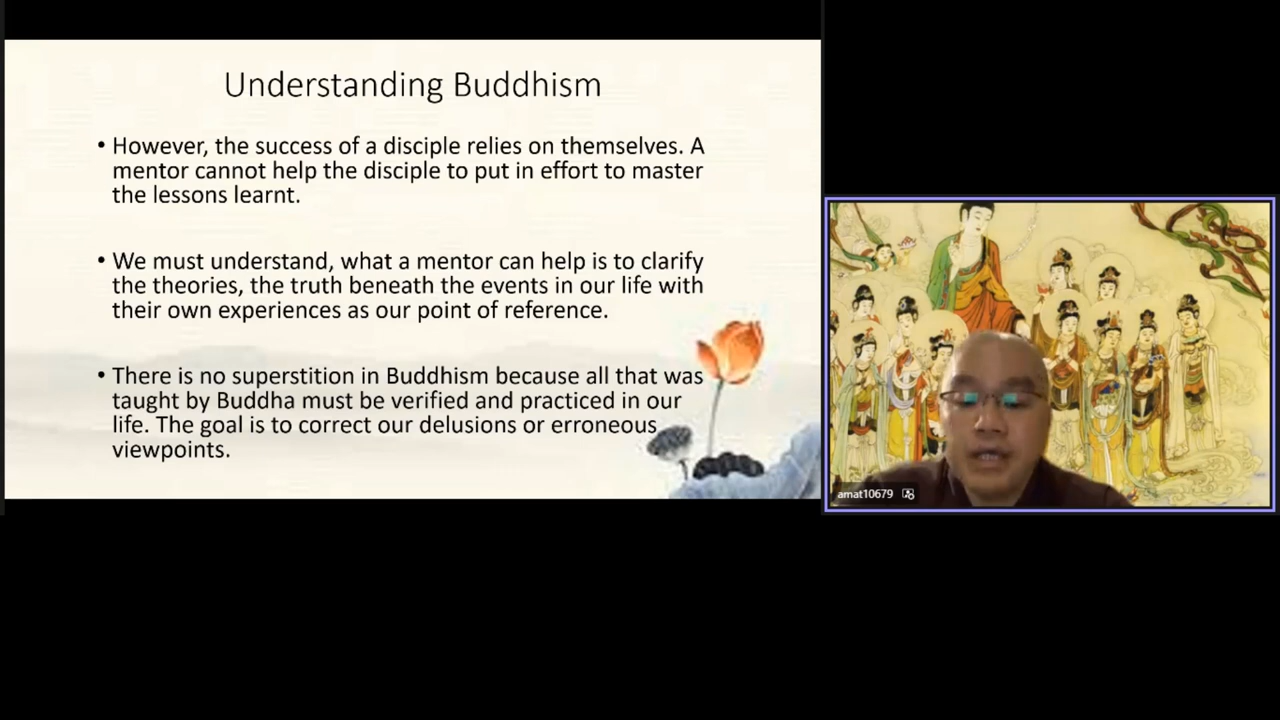 Understanding Buddhism
• However, the success of a disciple relies on themselves. A
mentor cannot help the disciple to put in effort to master
the lessons learnt.
• We must understand, what a mentor can help is to clarify
the theories, the truth beneath the events in our life with
their own experiences as our point of reference.
• There is no superstition in Buddhism because all that was
taught by Buddha must be verified and practiced in our
life. The goal is to correct our delusions or erroneous
viewpoints.
amat10679